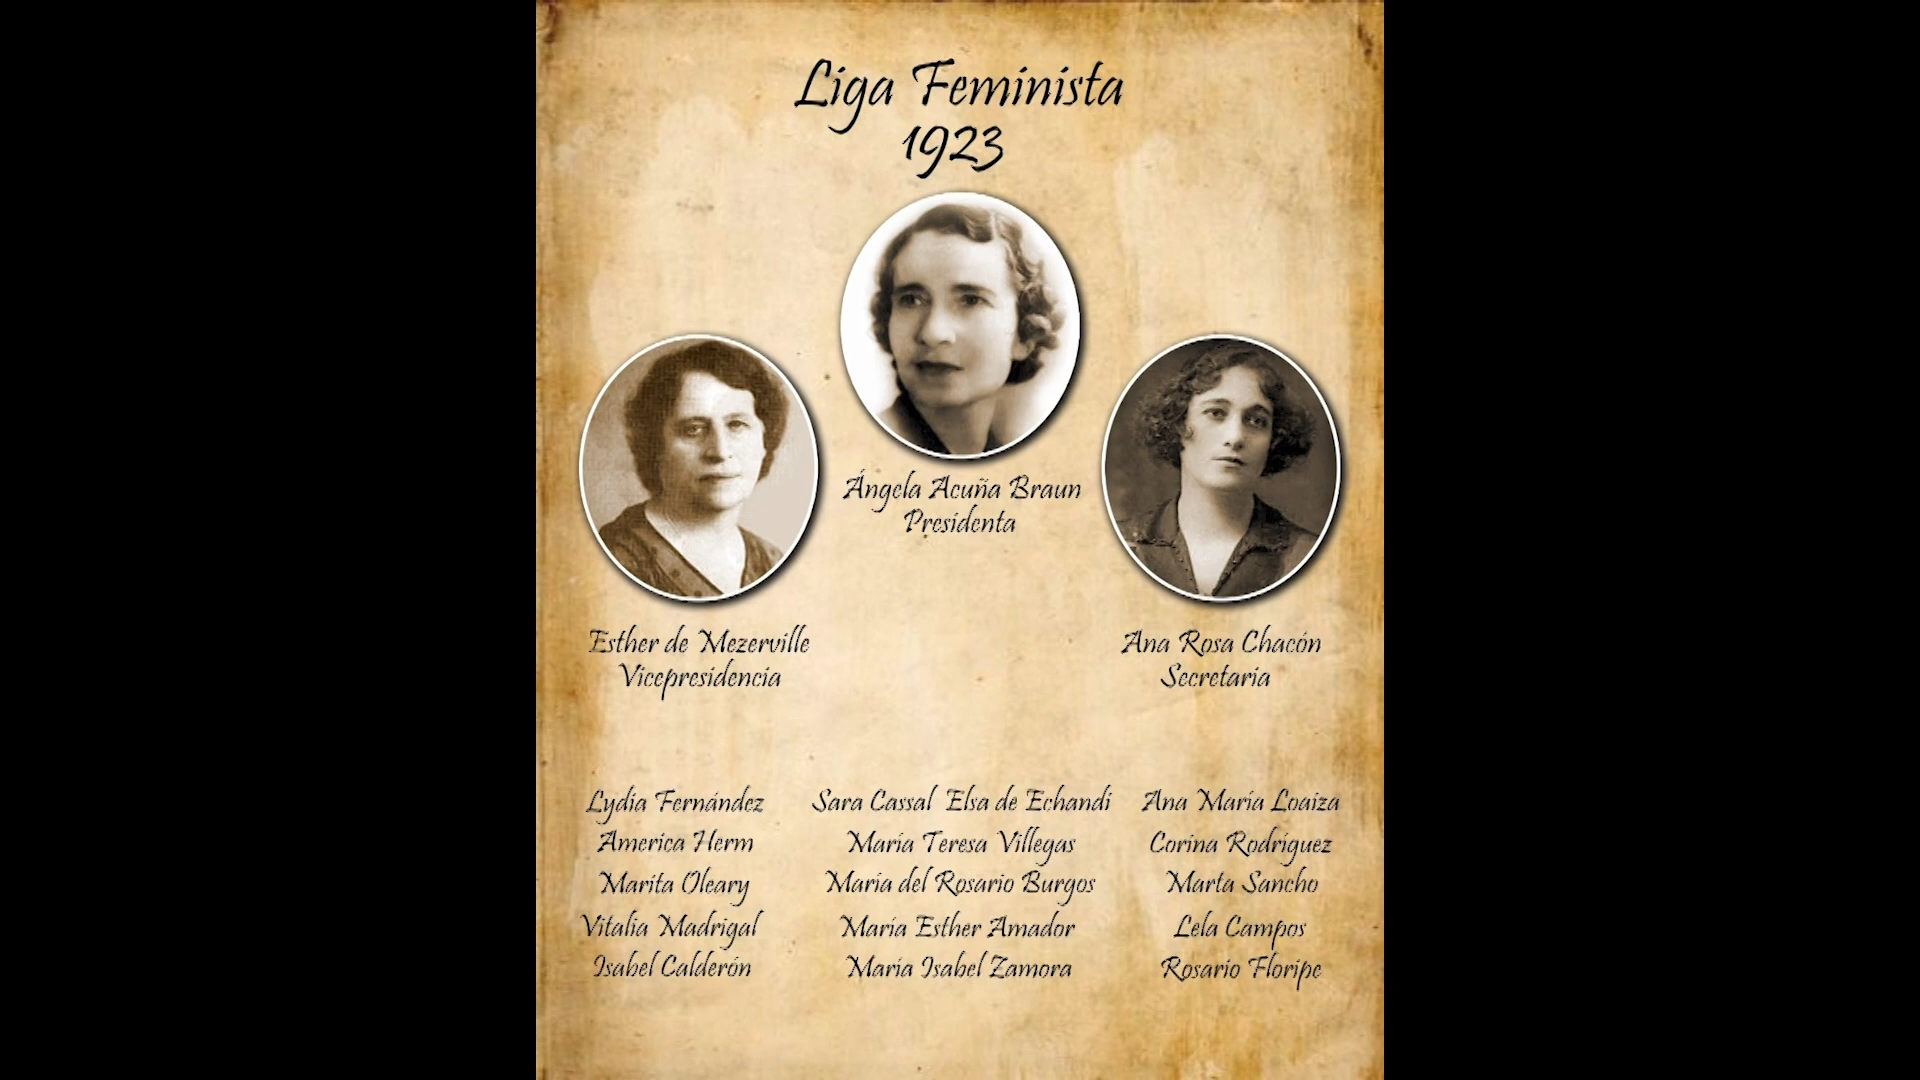 Liga Feminista
1923
Ángela Acuña Braun
Presidenta
Esther de Mezerville
Vicepresidencia
Ana Rosa Chacón
Secretaria
Lydia Fernández
America Herm
Marita Oleary
Vitalia Madrigal
Isabel Calderón
Sara Cassal Elsa de Echandi
María Teresa Villegas
María del Rosario Burgos
María Esther Amador
María Isabel Zamora
Ana María Loaiza
Corina Rodríguez
Marta Sancho
Lela Campos
Rosario Floripe